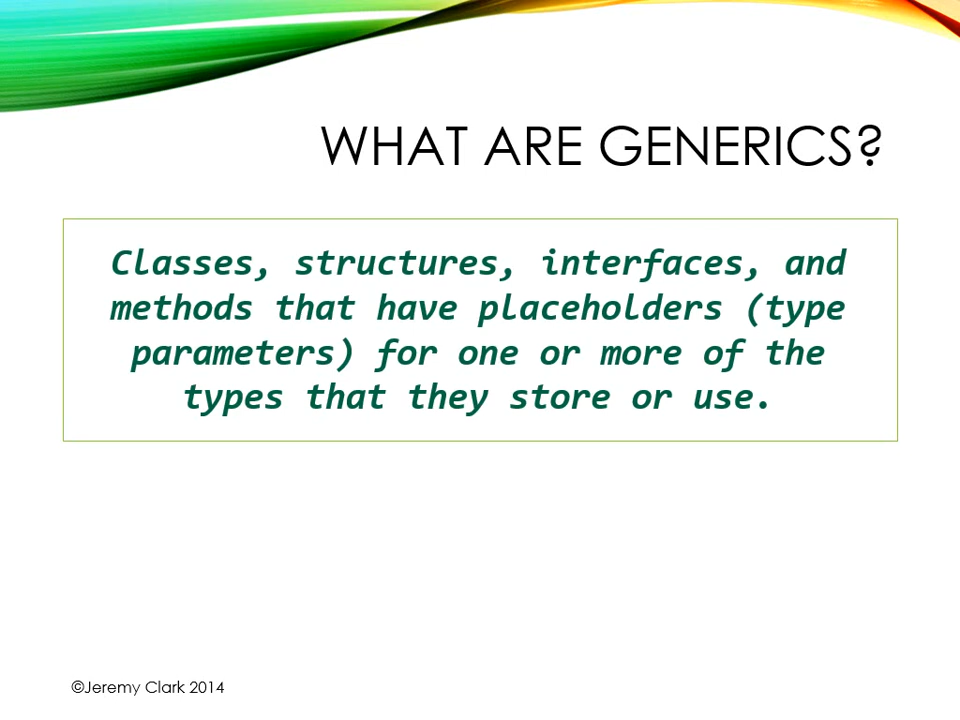 WHAT ARE GENERICS?
Classes, structures, interfaces, and
methods that have placeholders (type
parameters) for one or more of the
types that they store or use.
©Jeremy Clark 2014